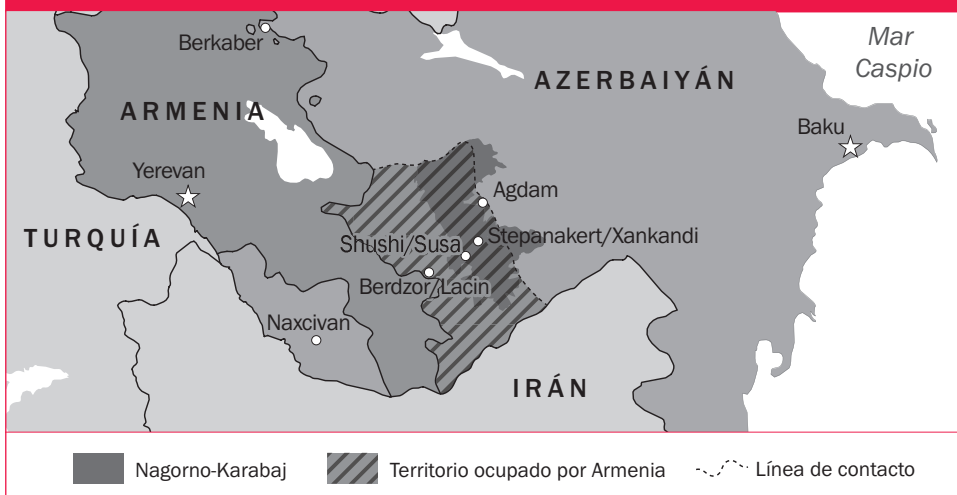 Berkaber
Mar
Caspio
AZERBAIYÁN
ARMENIA
Baku
Yerevan
Agdam
TURQUÍA
Shushi/Susa
Stepanakert/Xankandi
Berdzor/Lacin
Naxcivan
IRÁN
Nagorno-Karabaj
Territorio ocupado por Armenia
Línea de contacto